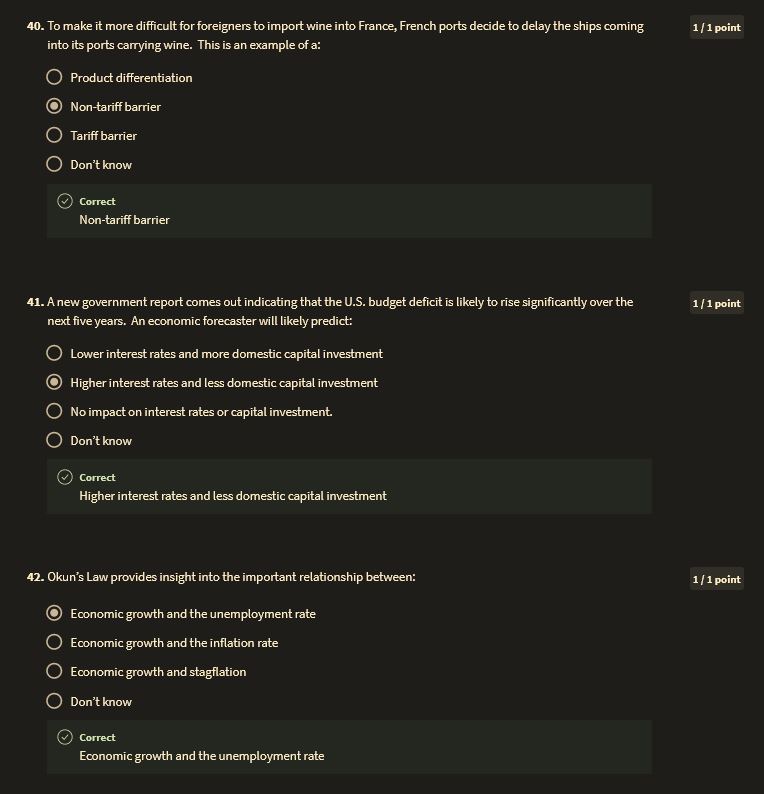 40. To make it more difficult for foreigners to import wine into France, French ports decide to delay the ships coming
1 / 1 point
into its ports carrying wine. This is an example of a:
Product differentiation
Non-tariff barrier
Tariff barrier
Don't know
Correct
Non-tariff barrier
41. A new government report comes out indicating that the U.S. budget deficit is likely to rise significantly over the
1 / 1 point
next five years. An economic forecaster will likely predict:
Lower interest rates and more domestic capital investment
Higher interest rates and less domestic capital investment
No impact on interest rates or capital investment.
Don't know
Correct
Higher interest rates and less domestic capital investment
42. Okun's Law provides insight into the important relationship between:
1 / 1 point
Economic growth and the unemployment rate
Economic growth and the inflation rate
Economic growth and stagflation
Don't know
Correct
Economic growth and the unemployment rate